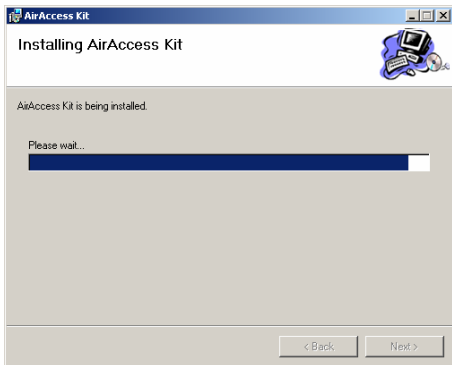 AirAccess Kit
Installing AirAccess Kit
AirAccess Kit is being installed.
Please wait...
< Back
Next >